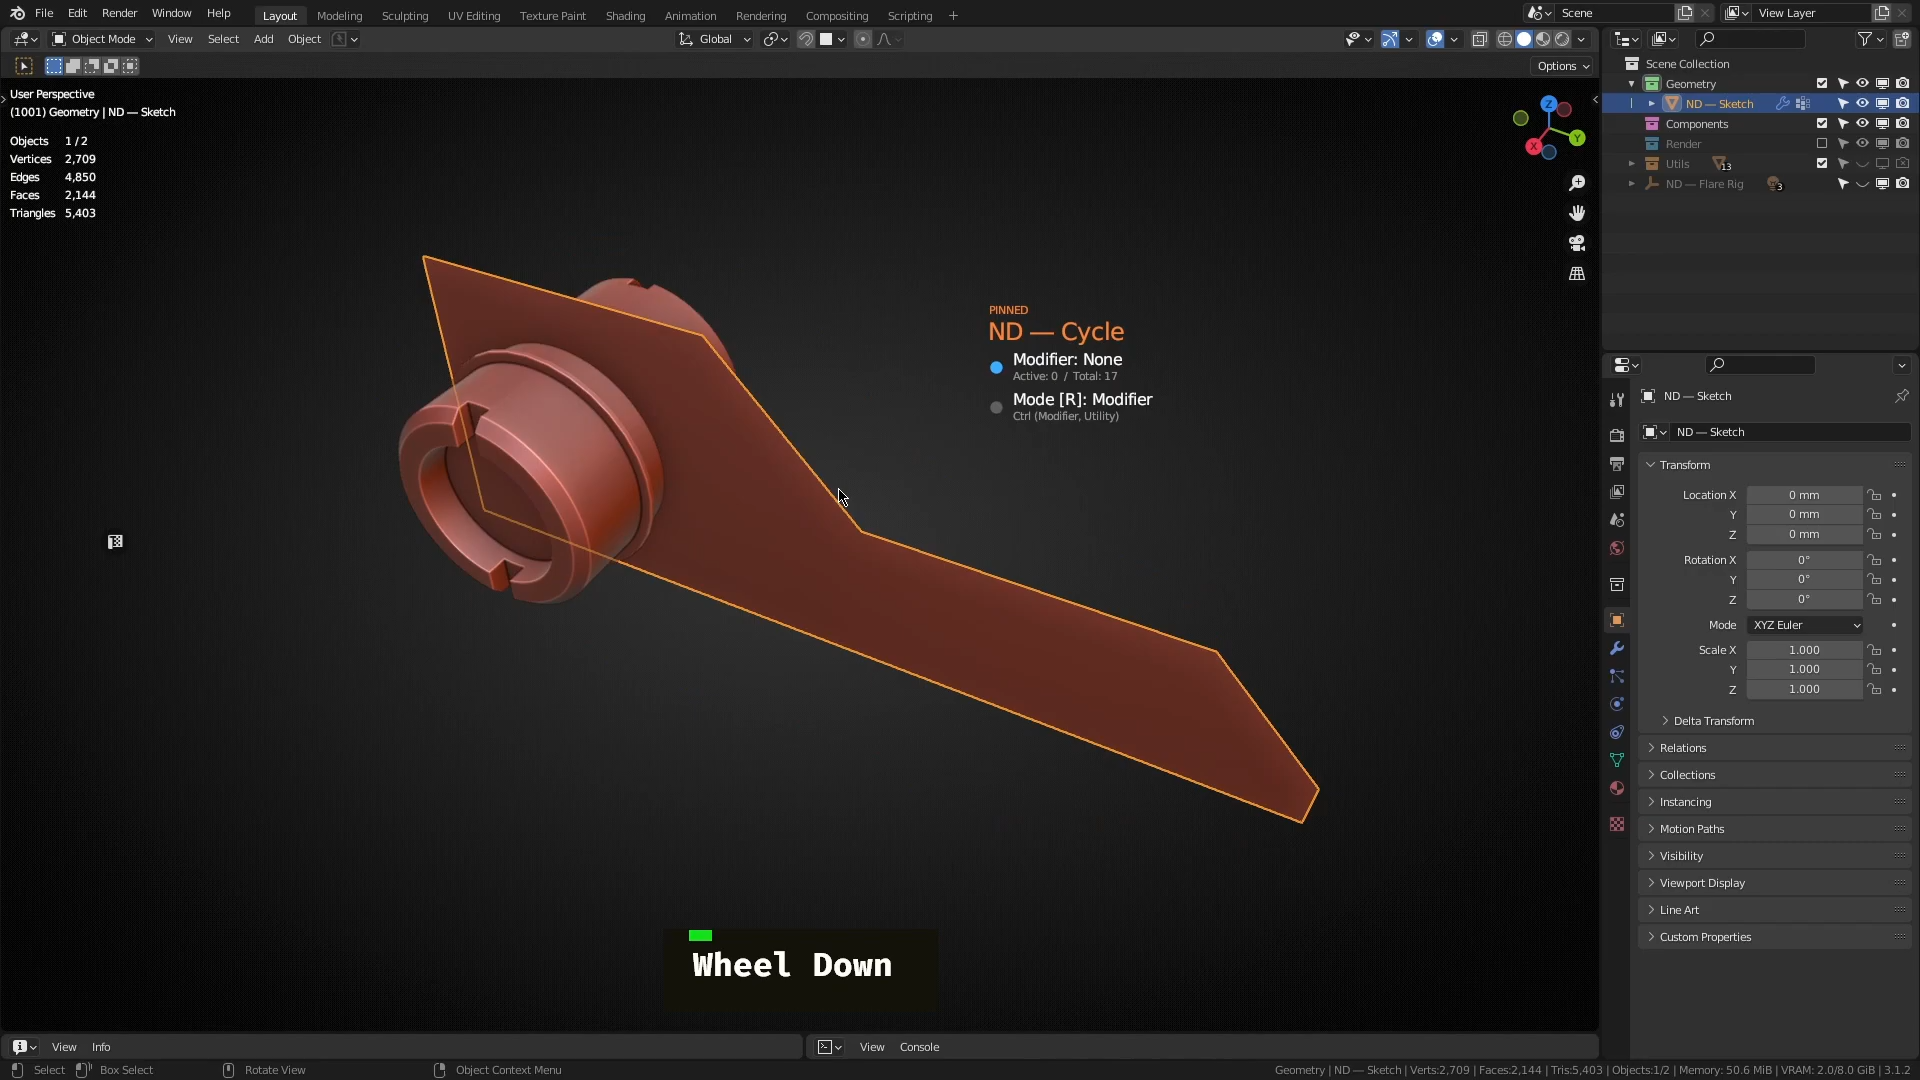 File Edit Render Window Help
Layout Modeling Sculpting UV Editing Texture Paint Shading Animation Rendering Compositing Scripting +
Scene
View Layer
Object Mode View Select Add Object
Global
Options
User Perspective
(1001) Geometry | ND — Sketch
Objects 1 / 2
Vertices 2,709
Edges 4,850
Faces 2,144
Triangles 5,403
Z
Y
X
PINNED
ND — Cycle
Modifier: None
Active: 0 / Total: 17
Mode [R]: Modifier
Ctrl (Modifier, Utility)
Wheel Down
Scene Collection
Geometry
ND — Sketch
Components
Render
Utils 13
ND — Flare Rig 3
ND — Sketch
ND — Sketch
Transform
Location X 0 mm
Y 0 mm
Z 0 mm
Rotation X 0°
Y 0°
Z 0°
Mode XYZ Euler
Scale X 1.000
Y 1.000
Z 1.000
Delta Transform
Relations
Collections
Instancing
Motion Paths
Visibility
Viewport Display
Line Art
Custom Properties
View Info
View Console
Select Box Select Rotate View Object Context Menu
Geometry | ND — Sketch | Verts:2,709 | Faces:2,144 | Tris:5,403 | Objects:1/2 | Memory: 50.6 MiB | VRAM: 2.0/8.0 GiB | 3.1.2